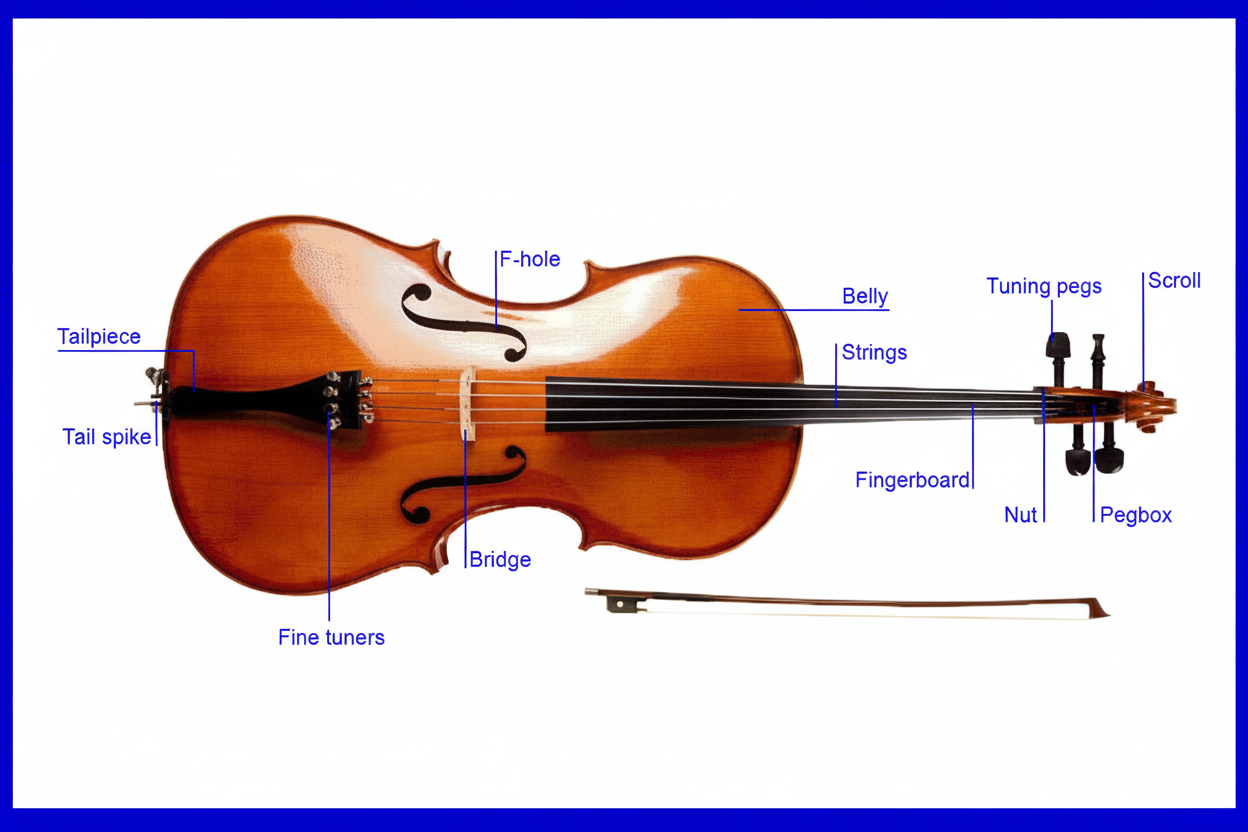 F-hole
Scroll
Tuning pegs
Belly
Tailpiece
Strings
Tail spike
Fingerboard
Nut
Pegbox
Bridge
Fine tuners